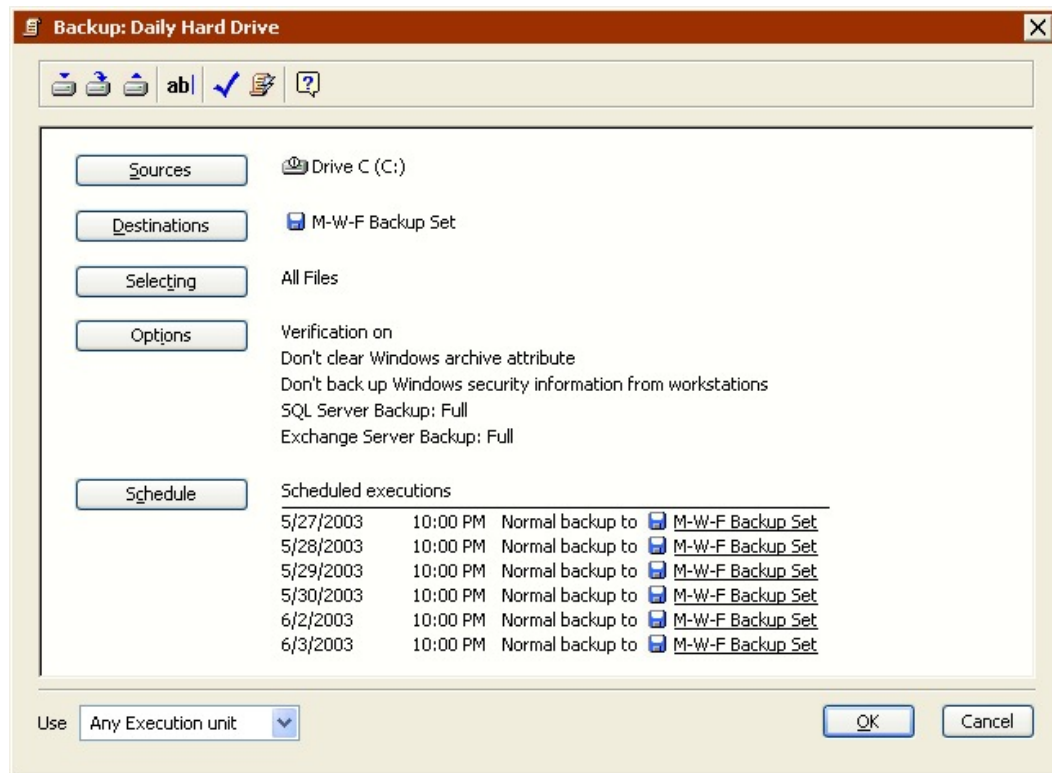 Backup: Daily Hard Drive
ab|
Sources Drive C (C:)
Destinations M-W-F Backup Set
Selecting All Files
Options Verification on
Don't clear Windows archive attribute
Don't back up Windows security information from workstations
SQL Server Backup: Full
Exchange Server Backup: Full
Schedule Scheduled executions
5/27/2003 10:00 PM Normal backup to M-W-F Backup Set
5/28/2003 10:00 PM Normal backup to M-W-F Backup Set
5/29/2003 10:00 PM Normal backup to M-W-F Backup Set
5/30/2003 10:00 PM Normal backup to M-W-F Backup Set
6/2/2003 10:00 PM Normal backup to M-W-F Backup Set
6/3/2003 10:00 PM Normal backup to M-W-F Backup Set
Use Any Execution unit OK Cancel